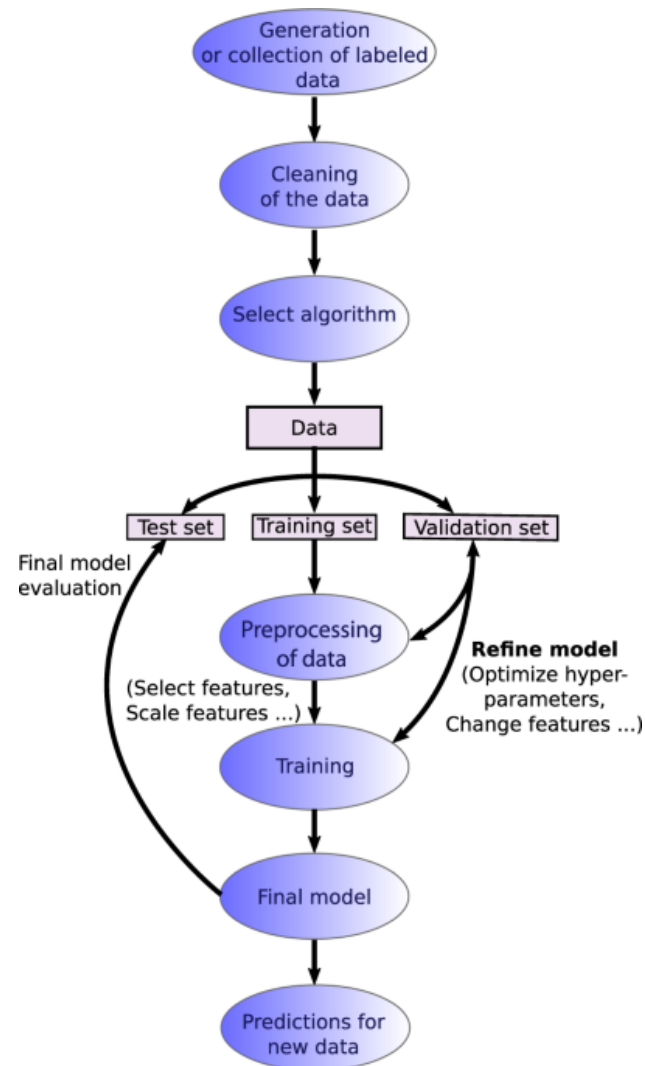 Generation
or collection of labeled
data
Cleaning
of the data
Select algorithm
Data
Test set
Training set
Validation set
Final model
evaluation
Preprocessing
of data
Refine model
(Optimize hyper-
parameters,
Change features ...)
(Select features,
Scale features ...)
Training
Final model
Predictions for
new data